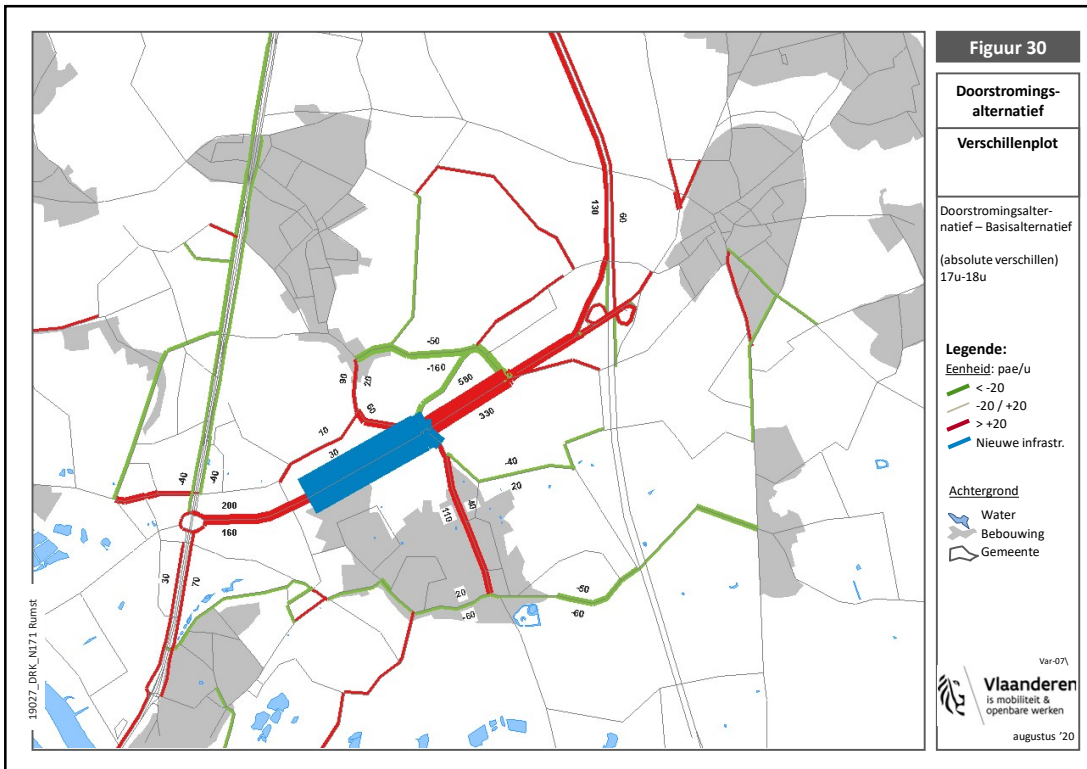 Figuur 30
Doorstromings-
alternatief
Verschillenplot
Doorstromingsalter-
natief – Basisalternatief
(absolute verschillen)
17u-18u
Legende:
Eenheid: pae/u
< -20
-20 / +20
> +20
Nieuwe infrastr.
Achtergrond
Water
Bebouwing
Gemeente
Var-07\
Vlaanderen
is mobiliteit &
openbare werken
augustus '20
19027_DRK_N171 Rumst
130
60
-50
-160
90
20
60
580
330
10
30
-40
-40
200
160
-40
20
110
-40
30
70
20
-60
-50
-60